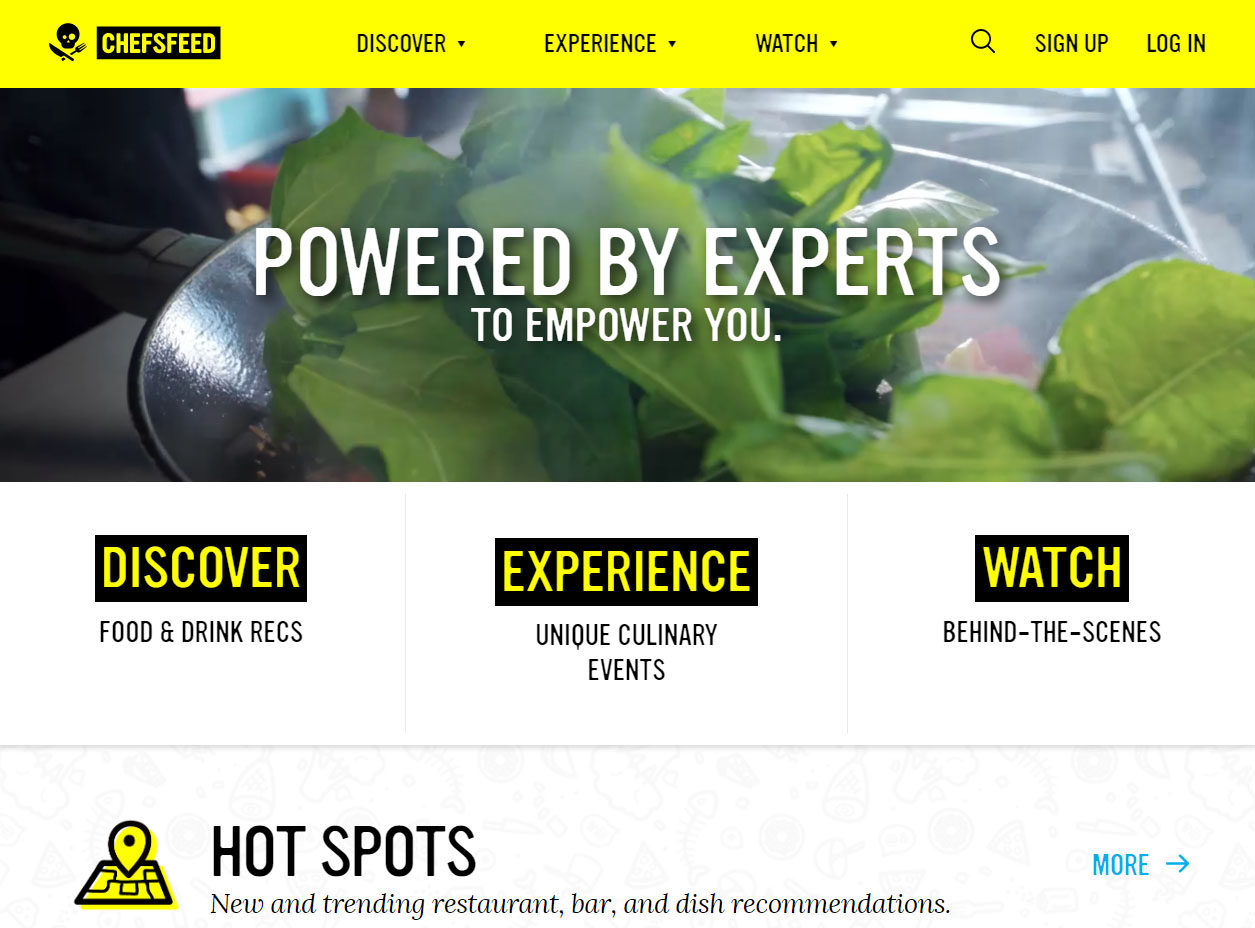 CHEFSFEED
DISCOVER
EXPERIENCE
WATCH
SIGN UP
LOG IN
POWERED BY EXPERTS
TO EMPOWER YOU.
DISCOVER
FOOD & DRINK RECS
EXPERIENCE
UNIQUE CULINARY
EVENTS
WATCH
BEHIND-THE-SCENES
HOT SPOTS
New and trending restaurant, bar, and dish recommendations.
MORE